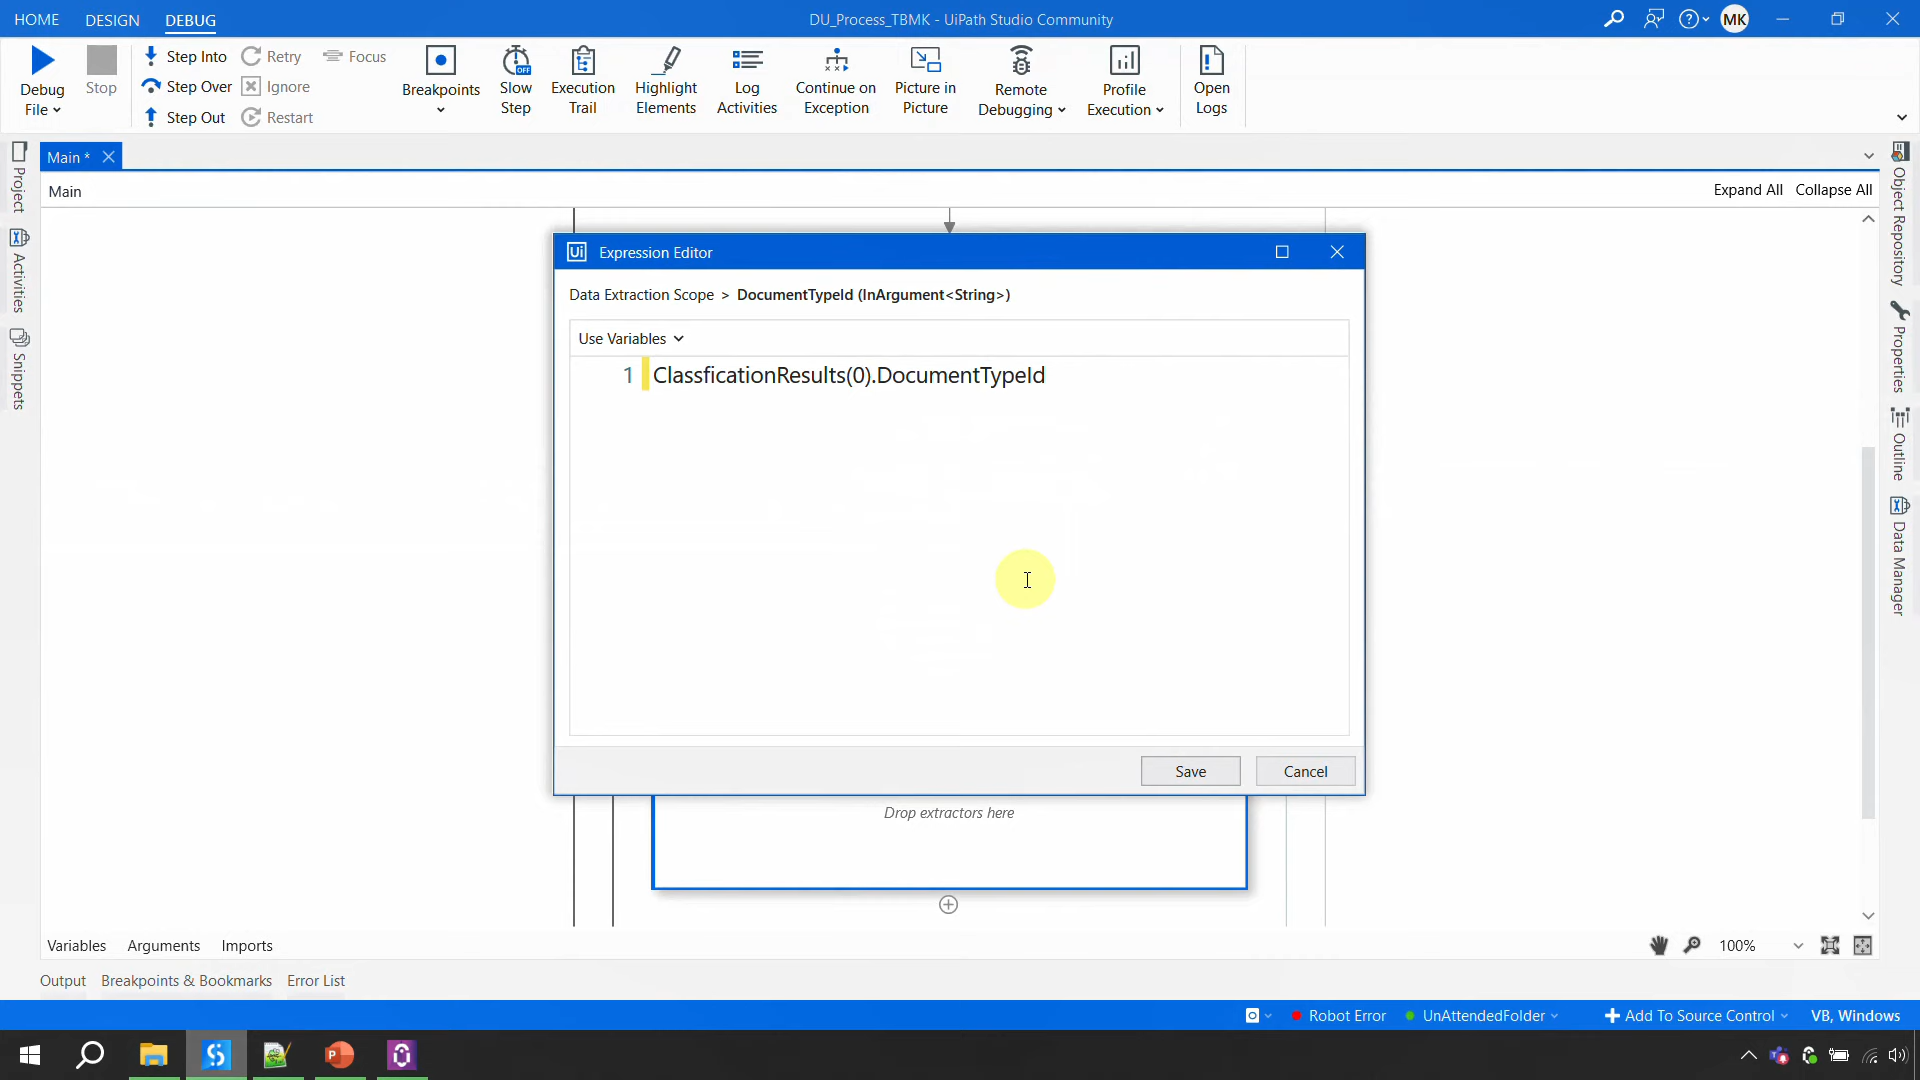 HOME DESIGN DEBUG
DU_Process_TBMK - UiPath Studio Community
MK
Debug File
Stop
Step Into
Step Over
Step Out
Retry
Ignore
Restart
Focus
Breakpoints
Slow Step
OFF
Execution Trail
Highlight Elements
Log Activities
Continue on Exception
Picture in Picture
Remote Debugging
Profile Execution
Open Logs
Main *
Main
Expand All Collapse All
Project
Activities
Snippets
Object Repository
Properties
Outline
Data Manager
Ui Expression Editor
Data Extraction Scope > DocumentTypeId (InArgument<String>)
Use Variables
1 ClassficationResults(0).DocumentTypeId
Save Cancel
Drop extractors here
Variables Arguments Imports
100%
Output Breakpoints & Bookmarks Error List
Robot Error UnAttendedFolder Add To Source Control VB, Windows